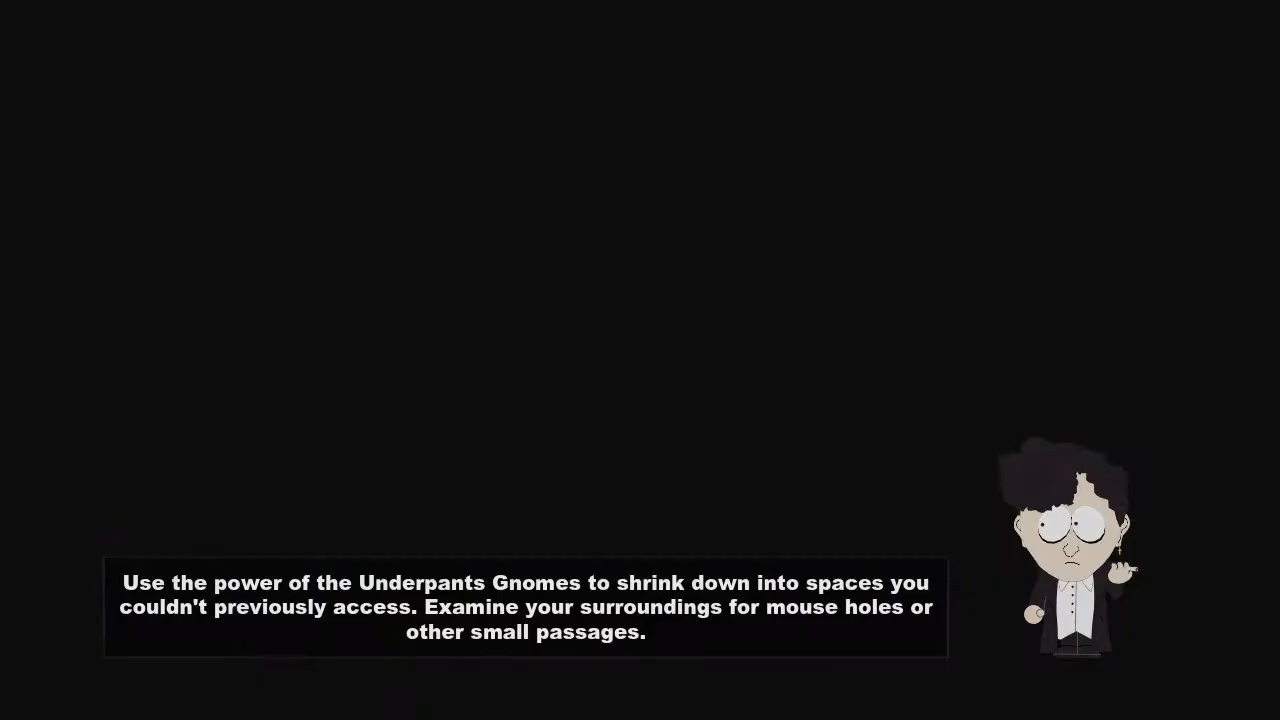 Use the power of the Underpants Gnomes to shrink down into spaces you
couldn't previously access. Examine your surroundings for mouse holes or
other small passages.